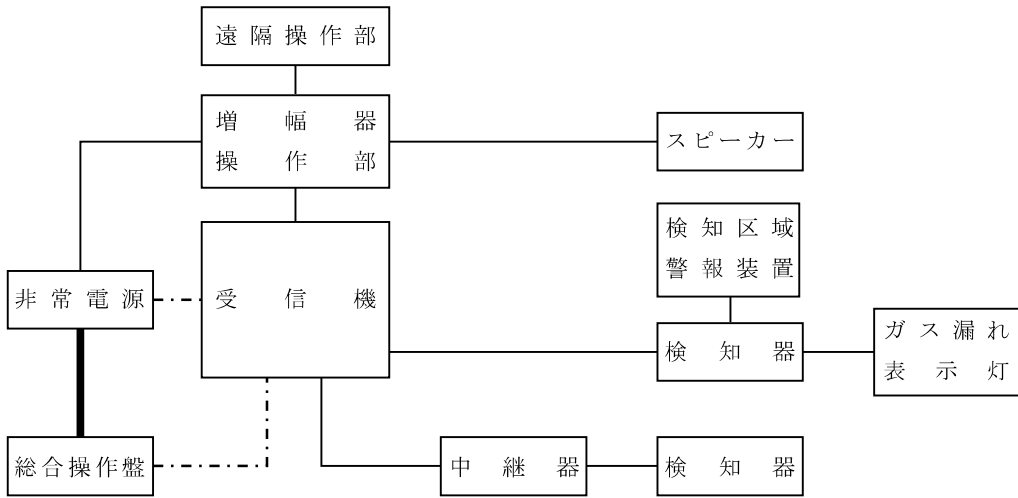 遠隔操作部
増幅器
操作部
スピーカー
検知区域
警報装置
非常電源
受信機
検知器
ガス漏れ
表示灯
総合操作盤
中継器
検知器